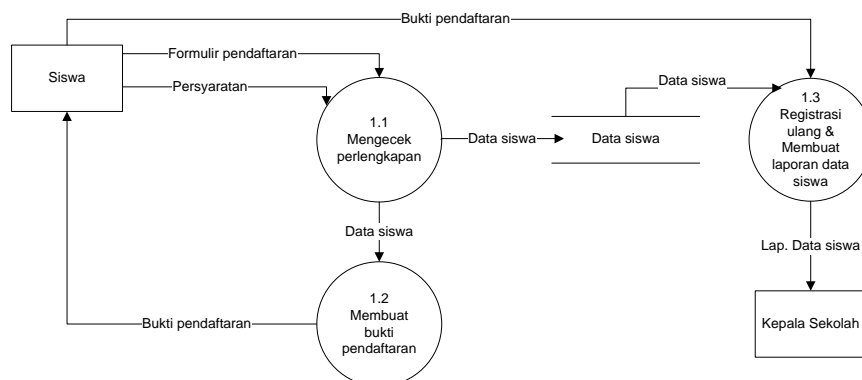 Bukti pendaftaran
Formulir pendaftaran
Siswa
Persyaratan
Data siswa
1.1
Mengecek
perlengkapan
Data siswa
Data siswa
1.3
Registrasi
ulang &
Membuat
laporan data
siswa
Data siswa
Lap. Data siswa
1.2
Membuat
bukti
pendaftaran
Bukti pendaftaran
Kepala Sekolah